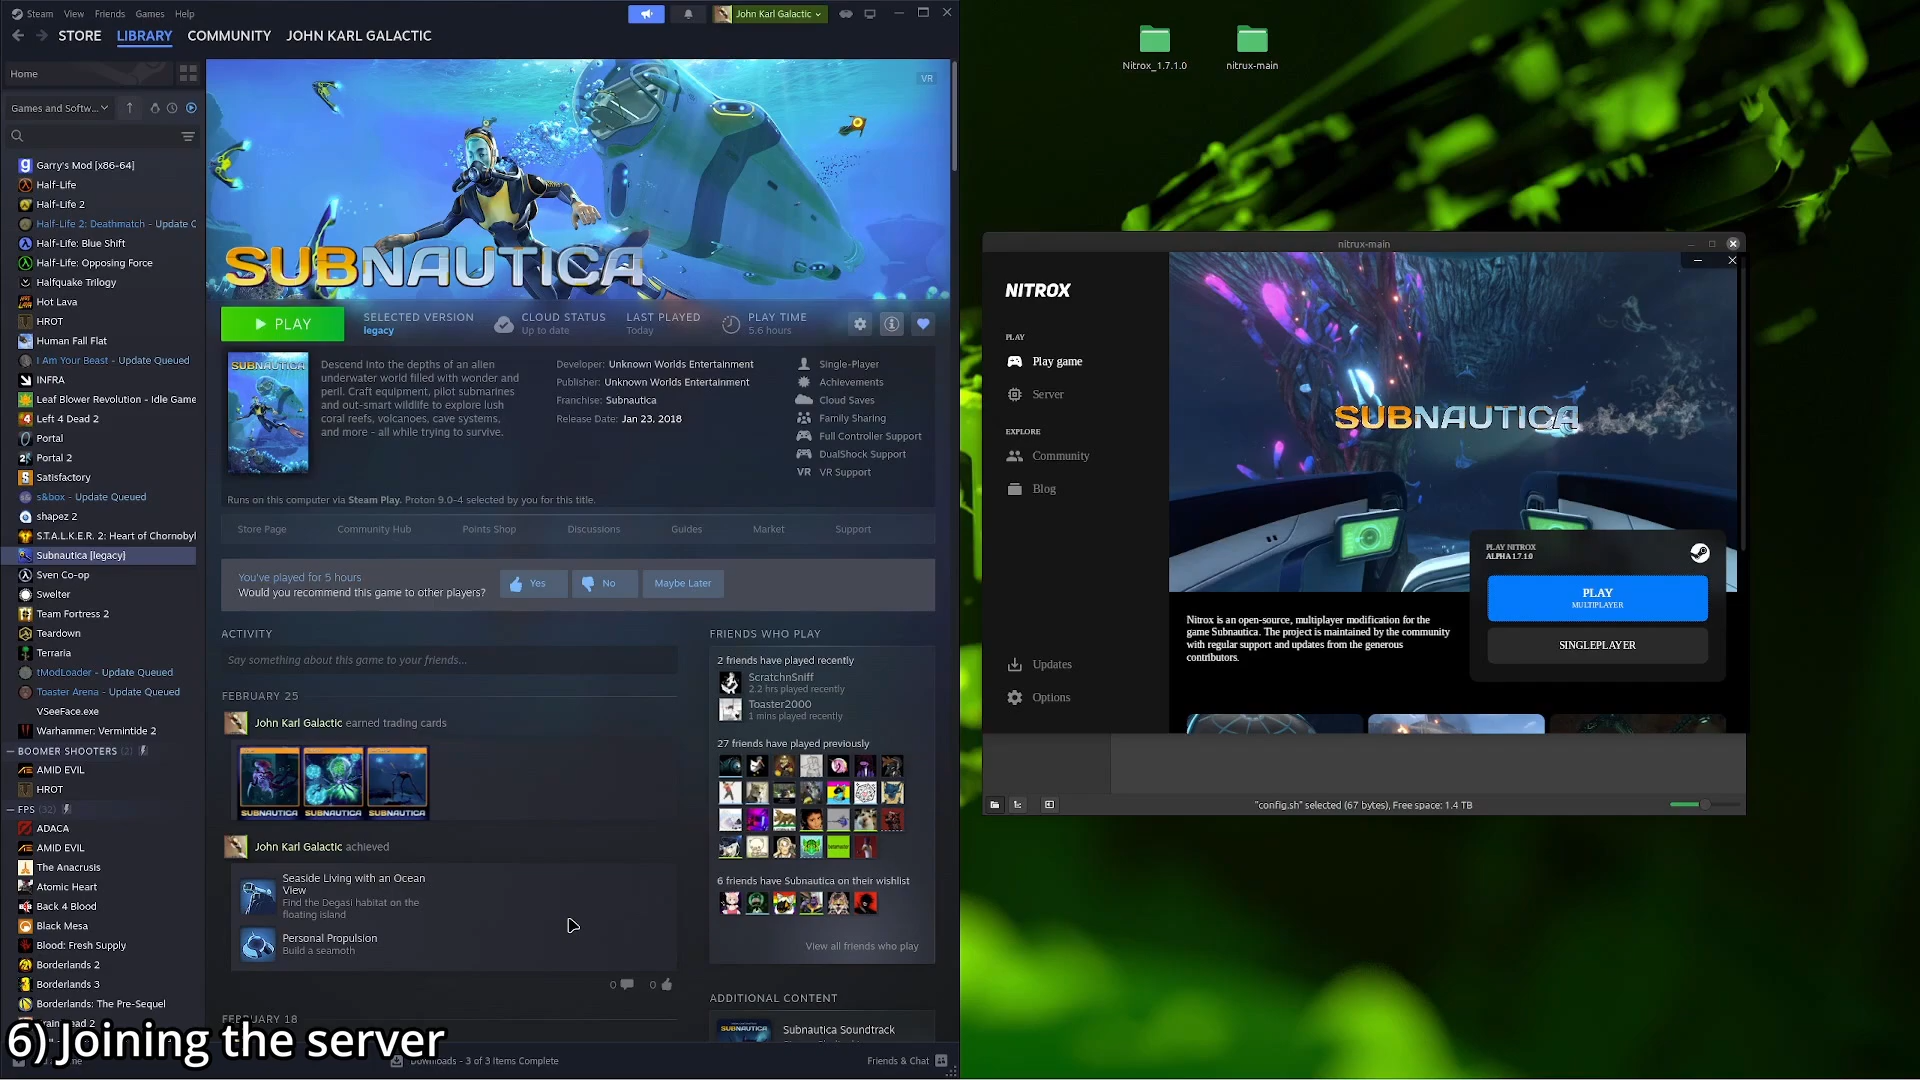 Steam View Friends Games Help
John Karl Galactic
STORE LIBRARY COMMUNITY JOHN KARL GALACTIC
Home
Games and Softw...
Garry's Mod [x86-64]
Half-Life
Half-Life 2
Half-Life 2: Deathmatch - Update Q
Half-Life: Blue Shift
Half-Life: Opposing Force
Halfquake Trilogy
Hot Lava
HROT
Human Fall Flat
I Am Your Beast - Update Queued
INFRA
Leaf Blower Revolution - Idle Game
Left 4 Dead 2
Portal
Portal 2
Satisfactory
s&box - Update Queued
shapez 2
S.T.A.L.K.E.R. 2: Heart of Chornobyl
Subnautica [legacy]
Sven Co-op
Swelter
Team Fortress 2
Teardown
Terraria
tModLoader - Update Queued
Toaster Arena - Update Queued
VSeeFace.exe
Warhammer: Vermintide 2
BOOMER SHOOTERS (2)
AMID EVIL
HROT
FPS (32)
ADACA
AMID EVIL
The Anacrusis
Atomic Heart
Back 4 Blood
Black Mesa
Blood: Fresh Supply
Borderlands 2
Borderlands 3
Borderlands: The Pre-Sequel
VR
SUBNAUTICA
PLAY
SELECTED VERSION
legacy
CLOUD STATUS
Up to date
LAST PLAYED
Today
PLAY TIME
5.6 hours
SUBNAUTICA
Descend into the depths of an alien
underwater world filled with wonder and
peril. Craft equipment, pilot submarines
and out-smart wildlife to explore lush
coral reefs, volcanoes, cave systems,
and more - all while trying to survive.
Developer: Unknown Worlds Entertainment
Publisher: Unknown Worlds Entertainment
Franchise: Subnautica
Release Date: Jan 23, 2018
Single-Player
Achievements
Cloud Saves
Family Sharing
Full Controller Support
DualShock Support
VR VR Support
Runs on this computer via Steam Play. Proton 9.0-4 selected by you for this title.
Store Page Community Hub Points Shop Discussions Guides Market Support
You've played for 5 hours
Would you recommend this game to other players?
Yes No Maybe Later
ACTIVITY
Say something about this game to your friends...
FEBRUARY 25
John Karl Galactic earned trading cards
SUBNAUTICA SUBNAUTICA SUBNAUTICA
John Karl Galactic achieved
Seaside Living with an Ocean
View
Find the Degasi habitat on the
floating island
Personal Propulsion
Build a seamoth
0 0
FEBRUARY 18
FRIENDS WHO PLAY
2 friends have played recently
ScratchnSniff
2.2 hrs played recently
Toaster2000
1 mins played recently
27 friends have played previously
6 friends have Subnautica on their wishlist
View all friends who play
ADDITIONAL CONTENT
SUBNAUTICA
Subnautica Soundtrack
Downloads - 3 of 3 Items Complete
Friends & Chat
6) Joining the server
Nitrox_1.7.1.0
nitrux-main
nitrux-main
NITROX
PLAY
Play game
Server
EXPLORE
Community
Blog
Updates
Options
SUBNAUTICA
PLAY NITROX
ALPHA 1.7.1.0
PLAY
MULTIPLAYER
SINGLEPLAYER
Nitrox is an open-source, multiplayer modification for the
game Subnautica. The project is maintained by the community
with regular support and updates from the generous
contributors.
"config.sh" selected (67 bytes), Free space: 1.4 TB